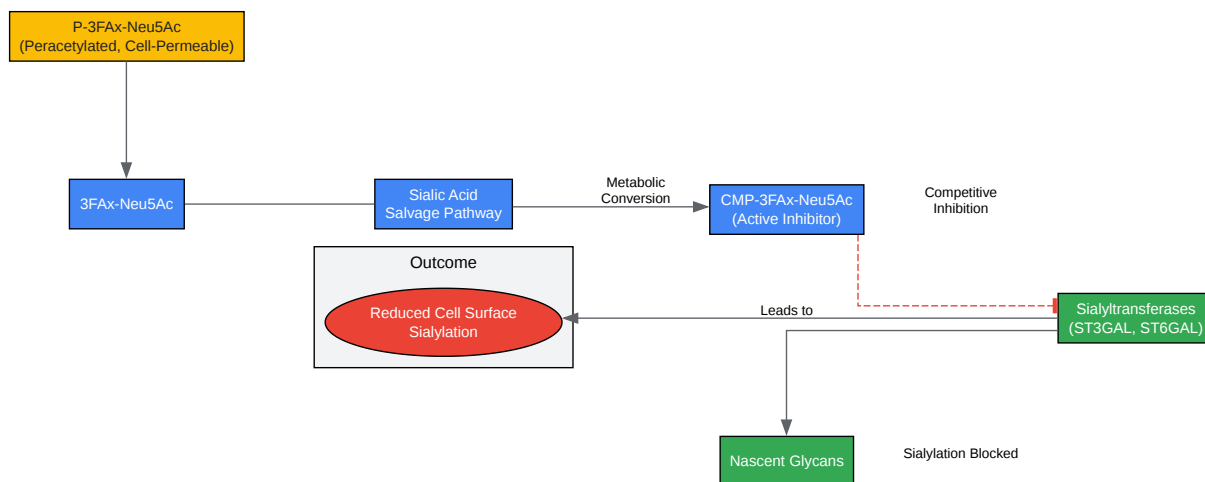 P-3FAx-Neu5Ac
(Peracetylated, Cell-Permeable)
3FAx-Neu5Ac
Sialic Acid
Salvage Pathway
Metabolic
Conversion
CMP-3FAx-Neu5Ac
(Active Inhibitor)
Competitive
Inhibition
Outcome
Reduced Cell Surface
Sialylation
Leads to
Sialyltransferases
(ST3GAL, ST6GAL)
Nascent Glycans
Sialylation Blocked